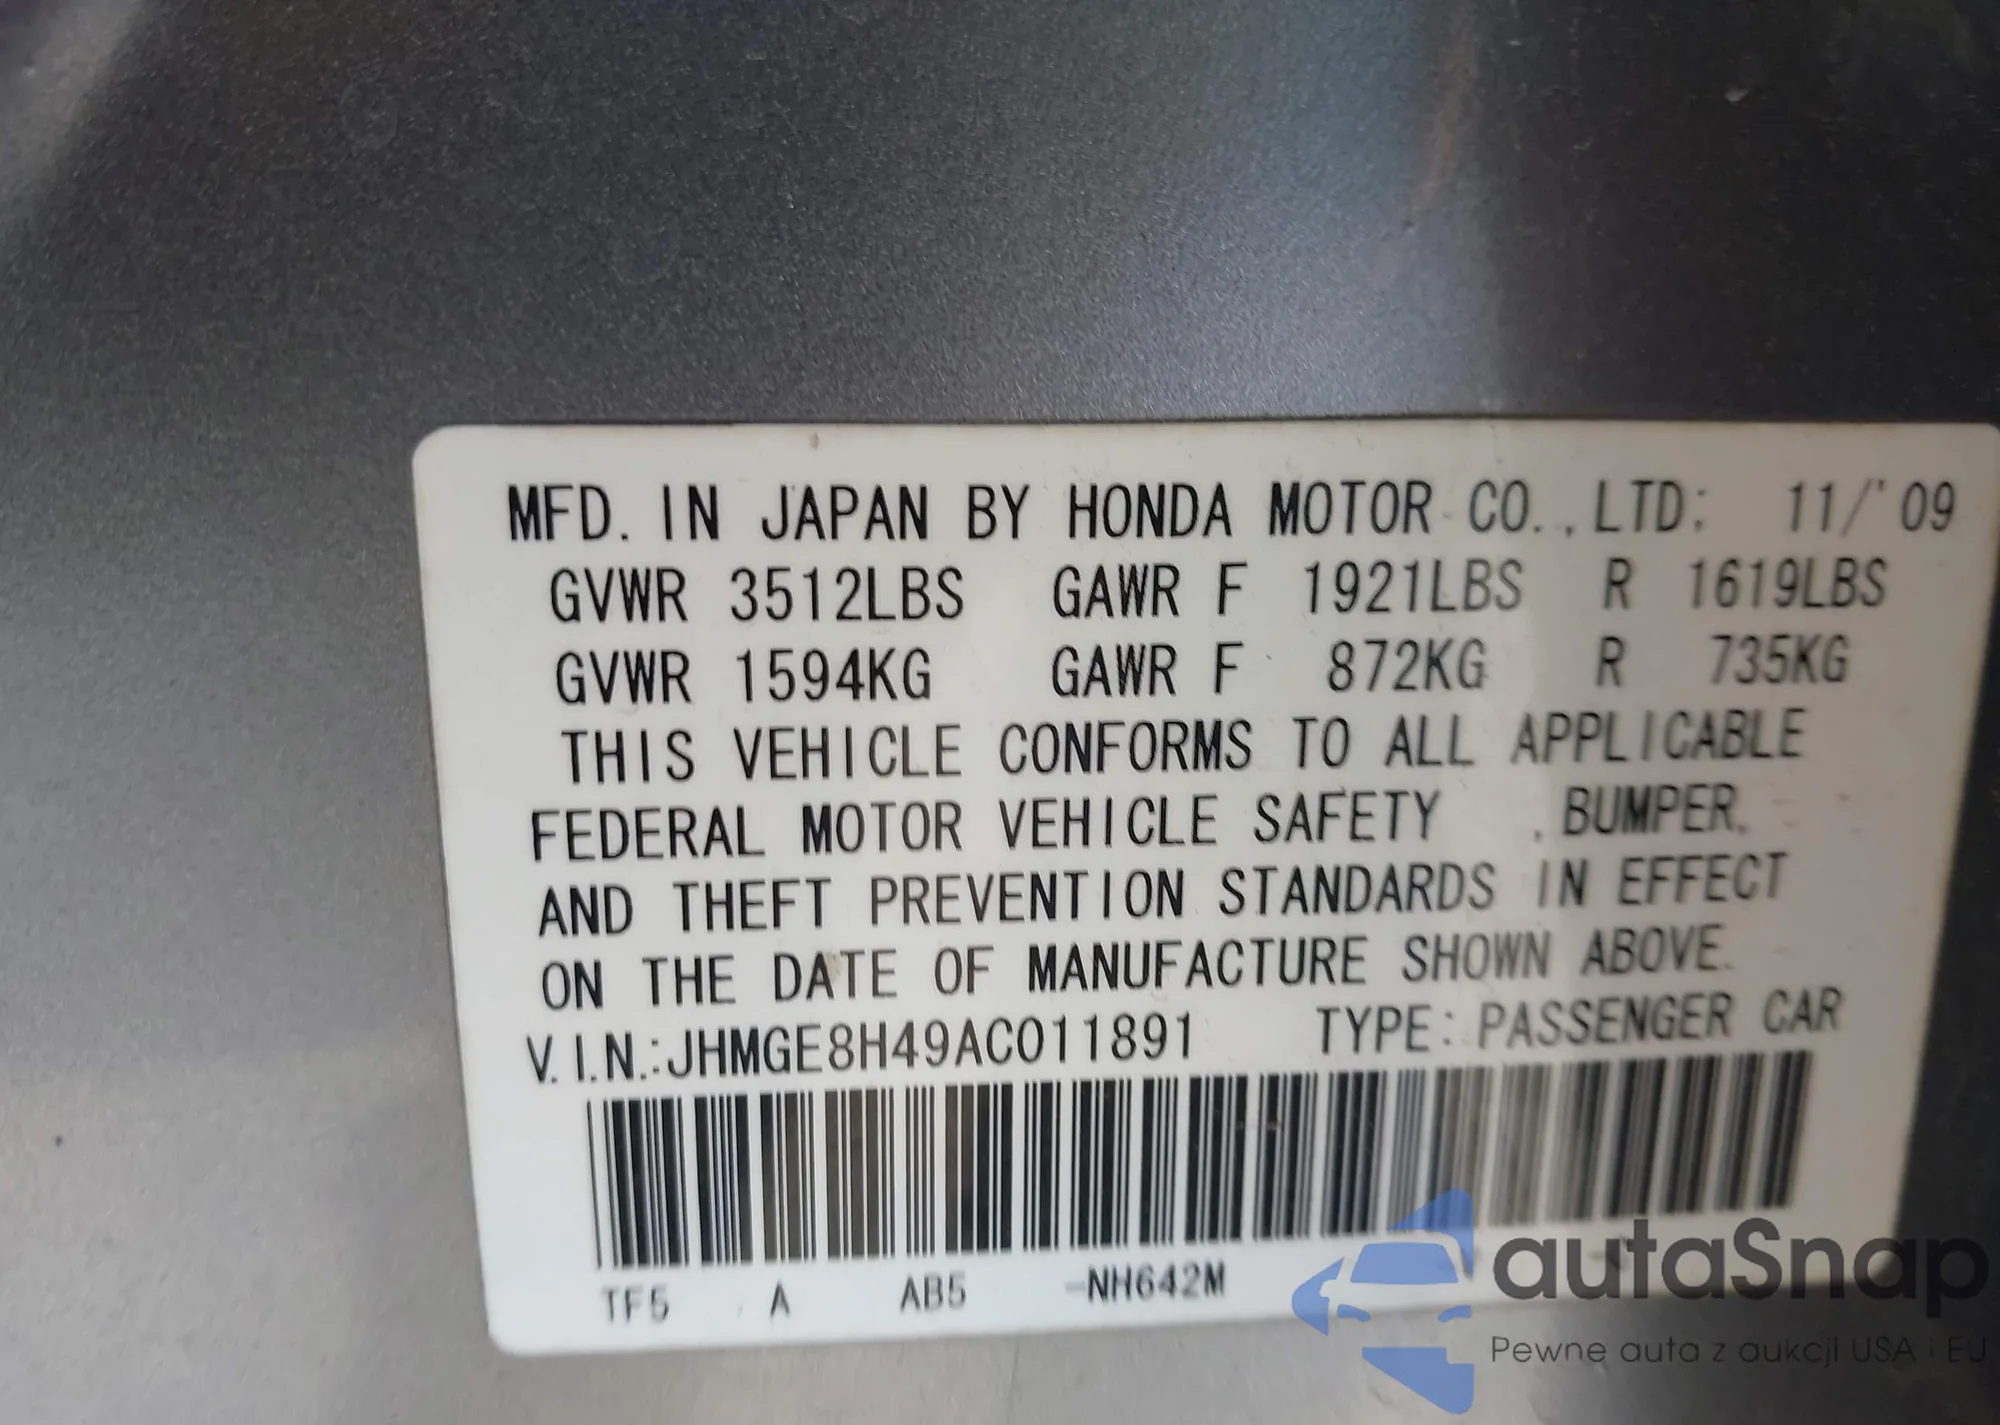 MFD. IN JAPAN BY HONDA MOTOR CO., LTD: 11/'09
GVWR 3512LBS GAWR F 1921LBS R 1619LBS
GVWR 1594KG GAWR F 872KG R 735KG
THIS VEHICLE CONFORMS TO ALL APPLICABLE
FEDERAL MOTOR VEHICLE SAFETY , BUMPER,
AND THEFT PREVENTION STANDARDS IN EFFECT
ON THE DATE OF MANUFACTURE SHOWN ABOVE.
V.I.N.:JHMGE8H49AC011891 TYPE: PASSENGER CAR
TF5 A AB5 -NH642M
autaSnap
Pewne auta z aukcji USA i EU